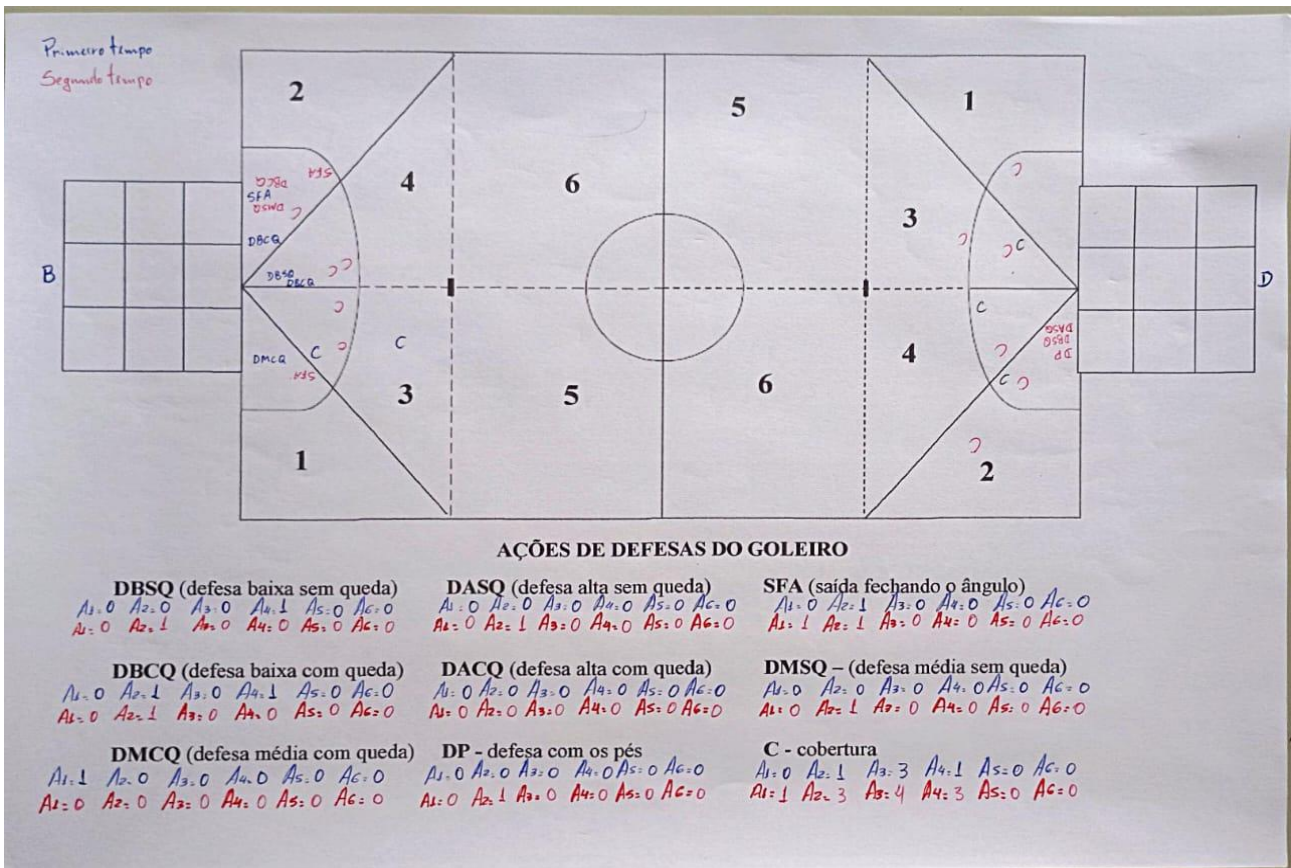 Primeiro tempo
Segundo tempo
2
1
5
4
6
3
SFA
DBCQ
SFA
DMSQ
C
DBCQ
B
DBSQ
DBCQ
C
C
C
C
DMCQ
C
C
SFA
3
5
1
C
C
C
C
D
C
DASQ
DBSQ
DP
C
4
6
C
C
C
2
AÇÕES DE DEFESAS DO GOLEIRO
DBSQ (defesa baixa sem queda)
A1=0 A2=0 A3=0 A4=1 A5=0 A6=0
A1=0 A2=1 A3=0 A4=0 A5=0 A6=0
DASQ (defesa alta sem queda)
A1=0 A2=0 A3=0 A4=0 A5=0 A6=0
A1=0 A2=1 A3=0 A4=0 A5=0 A6=0
SFA (saída fechando o ângulo)
A1=0 A2=1 A3=0 A4=0 A5=0 A6=0
A1=1 A2=1 A3=0 A4=0 A5=0 A6=0
DBCQ (defesa baixa com queda)
A1=0 A2=1 A3=0 A4=1 A5=0 A6=0
A1=0 A2=1 A3=0 A4=0 A5=0 A6=0
DACQ (defesa alta com queda)
A1=0 A2=0 A3=0 A4=0 A5=0 A6=0
A1=0 A2=0 A3=0 A4=0 A5=0 A6=0
DMSQ – (defesa média sem queda)
A1=0 A2=0 A3=0 A4=0 A5=0 A6=0
A1=0 A2=1 A3=0 A4=0 A5=0 A6=0
DMCQ (defesa média com queda)
A1=1 A2=0 A3=0 A4=0 A5=0 A6=0
A1=0 A2=0 A3=0 A4=0 A5=0 A6=0
DP - defesa com os pés
A1=0 A2=0 A3=0 A4=0 A5=0 A6=0
A1=0 A2=1 A3=0 A4=0 A5=0 A6=0
C - cobertura
A1=0 A2=1 A3=3 A4=1 A5=0 A6=0
A1=1 A2=3 A3=4 A4=3 A5=0 A6=0